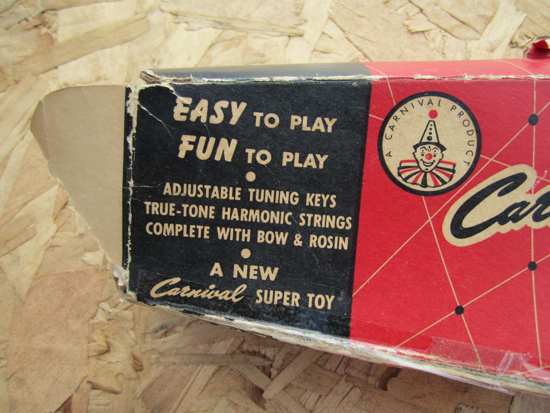 EASY TO PLAY
FUN TO PLAY
ADJUSTABLE TUNING KEYS
TRUE-TONE HARMONIC STRINGS
COMPLETE WITH BOW & ROSIN
A NEW
Carnival SUPER TOY
A CARNIVAL PRODUCT
Car